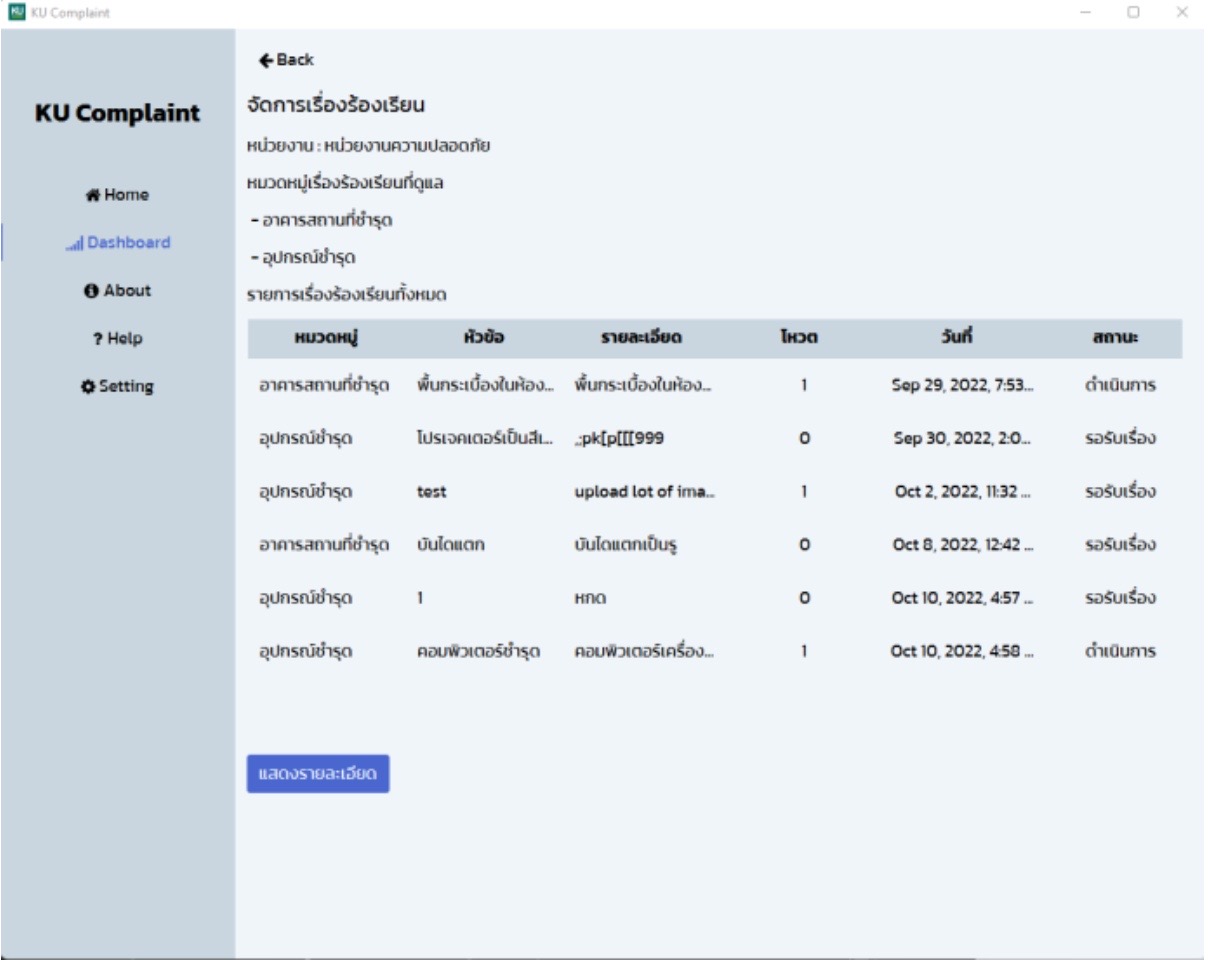 KU Complaint
Back
KU Complaint
จัดการเรื่องร้องเรียน
หน่วยงาน : หน่วยงานความปลอดภัย
หมวดหมู่เรื่องร้องเรียนที่ดูแล
Home
- อาคารสถานที่ชำรุด
Dashboard
- อุปกรณ์ชำรุด
About
รายการเรื่องร้องเรียนทั้งหมด
? Help
Setting
หมวดหมู่ หัวข้อ รายละเอียด โหวต วันที่ สถานะ
อาคารสถานที่ชำรุด พื้นกระเบื้องในห้อง... พื้นกระเบื้องในห้อง... 1 Sep 29, 2022, 7:53... ดำเนินการ
อุปกรณ์ชำรุด โปรเจคเตอร์เป็นสีเ... .;pk[p[[[999 0 Sep 30, 2022, 2:0... รอรับเรื่อง
อุปกรณ์ชำรุด test upload lot of ima... 1 Oct 2, 2022, 11:32 ... รอรับเรื่อง
อาคารสถานที่ชำรุด บันไดแตก บันไดแตกเป็นรู 0 Oct 8, 2022, 12:42 ... รอรับเรื่อง
อุปกรณ์ชำรุด 1 หกด 0 Oct 10, 2022, 4:57 ... รอรับเรื่อง
อุปกรณ์ชำรุด คอมพิวเตอร์ชำรุด คอมพิวเตอร์เครื่อง... 1 Oct 10, 2022, 4:58 ... ดำเนินการ
แสดงรายละเอียด